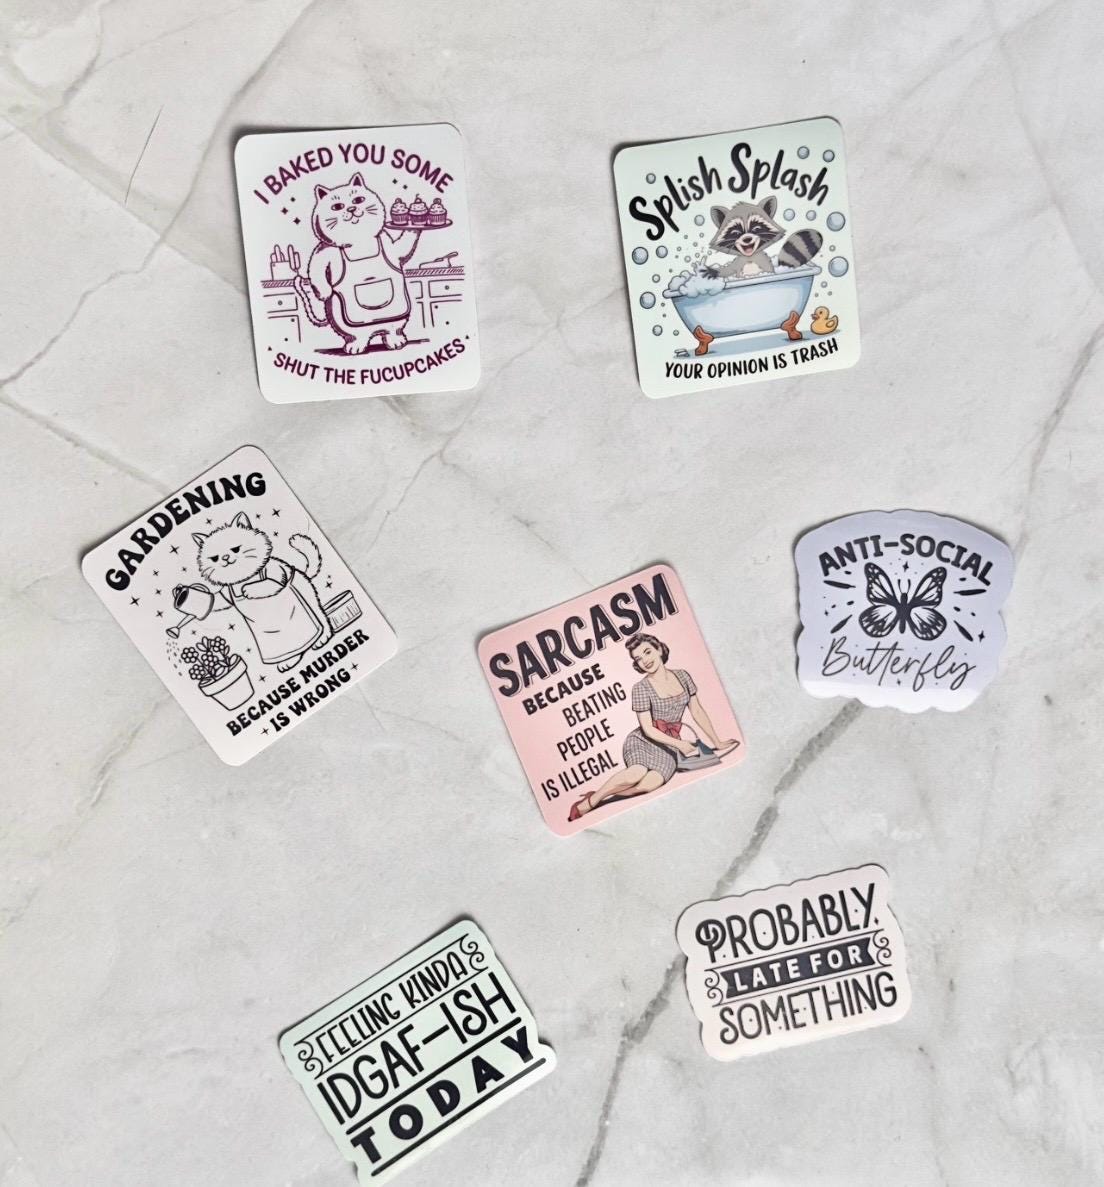 I BAKED YOU SOME
SHUT THE FUCUPCAKES
Splish Splash
YOUR OPINION IS TRASH
GARDENING
BECAUSE MURDER
IS WRONG
SARCASM
BECAUSE
BEATING
PEOPLE
IS ILLEGAL
ANTI-SOCIAL
Butterfly
FEELING KINDA
IDGAF-ISH
TODAY
PROBABLY
LATE FOR
SOMETHING